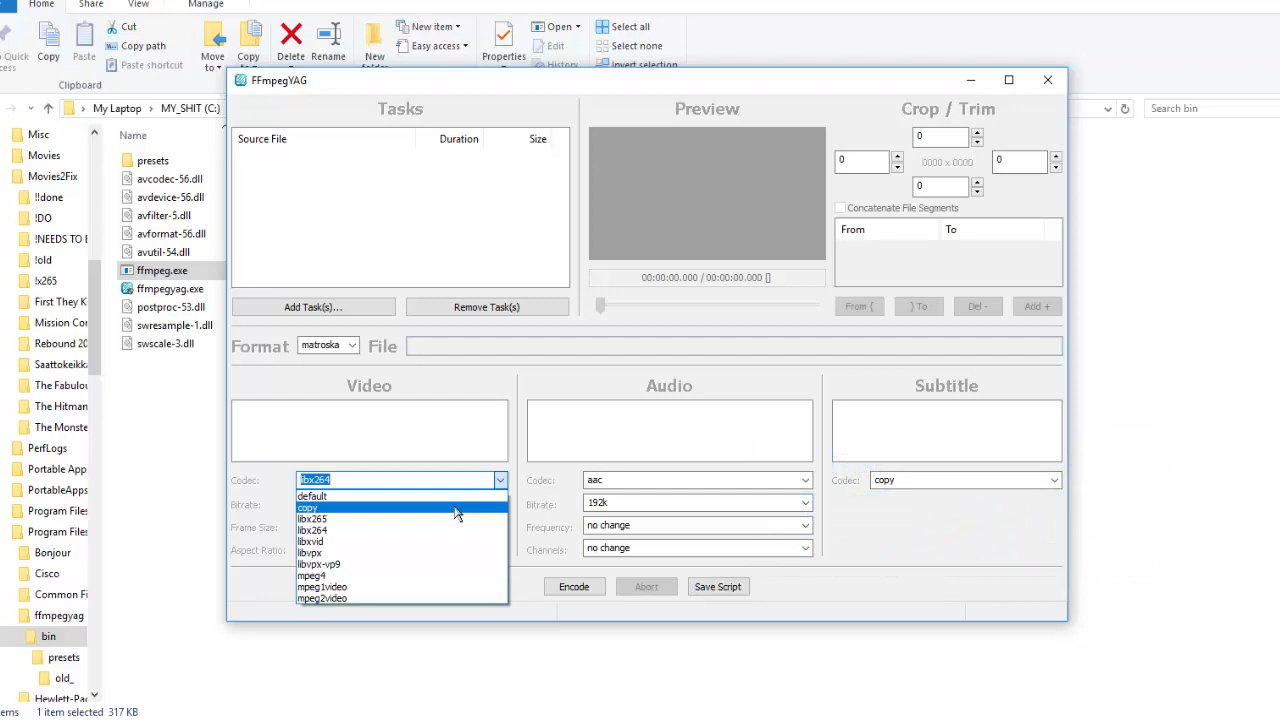 Home Share View Manage
Cut
Copy path
Paste shortcut
Quick
access
Copy
Paste
Clipboard
Move
to
Copy
to
Delete
Rename
New
New item
Easy access
Properties
Open
Edit
History
Select all
Select none
Invert selection
My Laptop MY_SHIT (C:)
Search bin
Misc
Movies
Movies2Fix
!!done
!DO
!NEEDS TO
!old
!x265
First They K
Mission Co
Rebound 20
Saattokeikk
The Fabulou
The Hitman
The Monste
PerfLogs
Portable App
PortableApps
Program Files
Program Files
Bonjour
Cisco
Common Fi
ffmpegyag
bin
presets
old_
Hewlett-Pac
Name
presets
avcodec-56.dll
avdevice-56.dll
avfilter-5.dll
avformat-56.dll
avutil-54.dll
ffmpeg.exe
ffmpegyag.exe
postproc-53.dll
swresample-1.dll
swscale-3.dll
items 1 item selected 317 KB
FFmpegYAG
Tasks
Source File Duration Size
Add Task(s)... Remove Task(s)
Preview
00:00:00.000 / 00:00:00.000 []
Crop / Trim
0
0 0000 x 0000 0
0
Concatenate File Segments
From To
From { } To Del - Add +
Format matroska File
Video
Codec: libx264
Bitrate:
Frame Size:
Aspect Ratio:
default
copy
libx265
libx264
libxvid
libvpx
libvpx-vp9
mpeg4
mpeg1video
mpeg2video
Audio
Codec: aac
Bitrate: 192k
Frequency: no change
Channels: no change
Subtitle
Codec: copy
Encode Abort Save Script